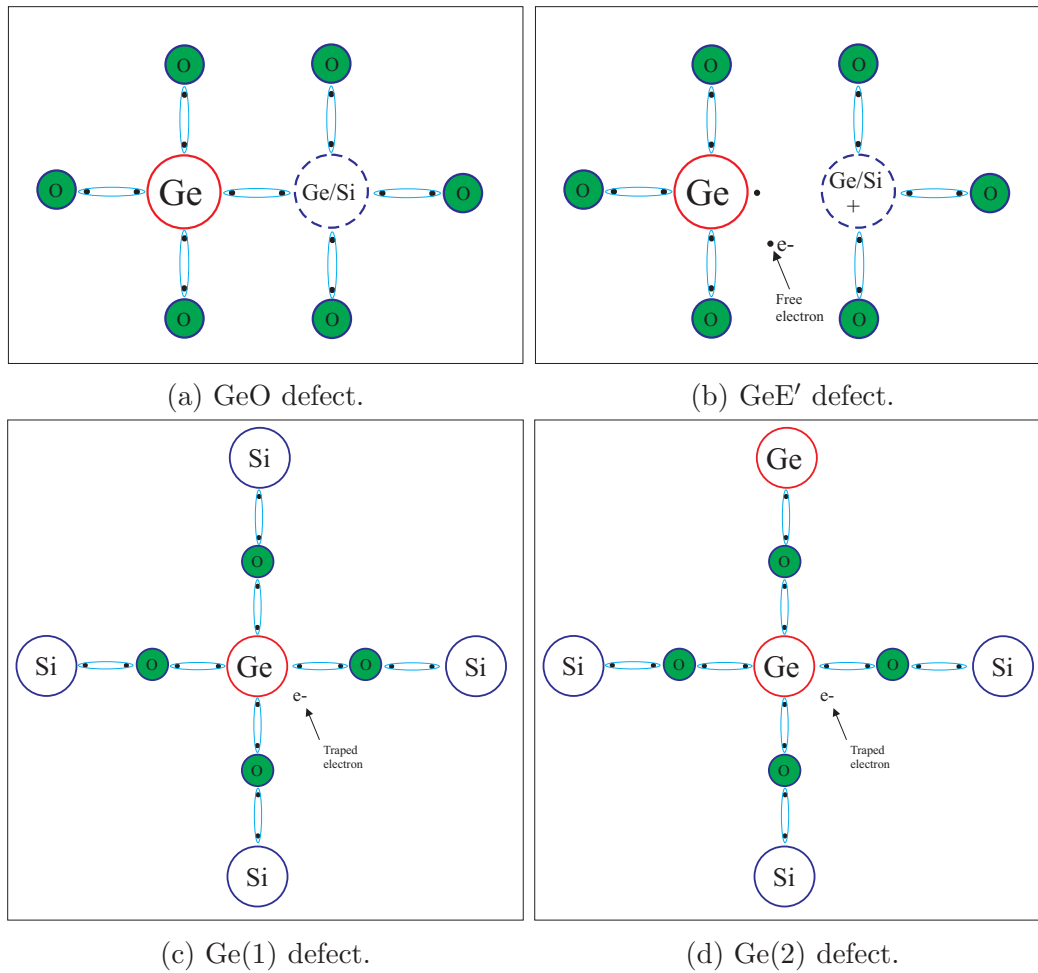 O O
O Ge Ge/Si O
O O
(a) GeO defect.
O O
O Ge Ge/Si O
+
e-
Free
electron
O O
(b) GeE′ defect.
Si
O
Si O Ge O Si
e-
Traped
electron
O
Si
(c) Ge(1) defect.
Ge
O
Si O Ge O Si
e-
Traped
electron
O
Si
(d) Ge(2) defect.